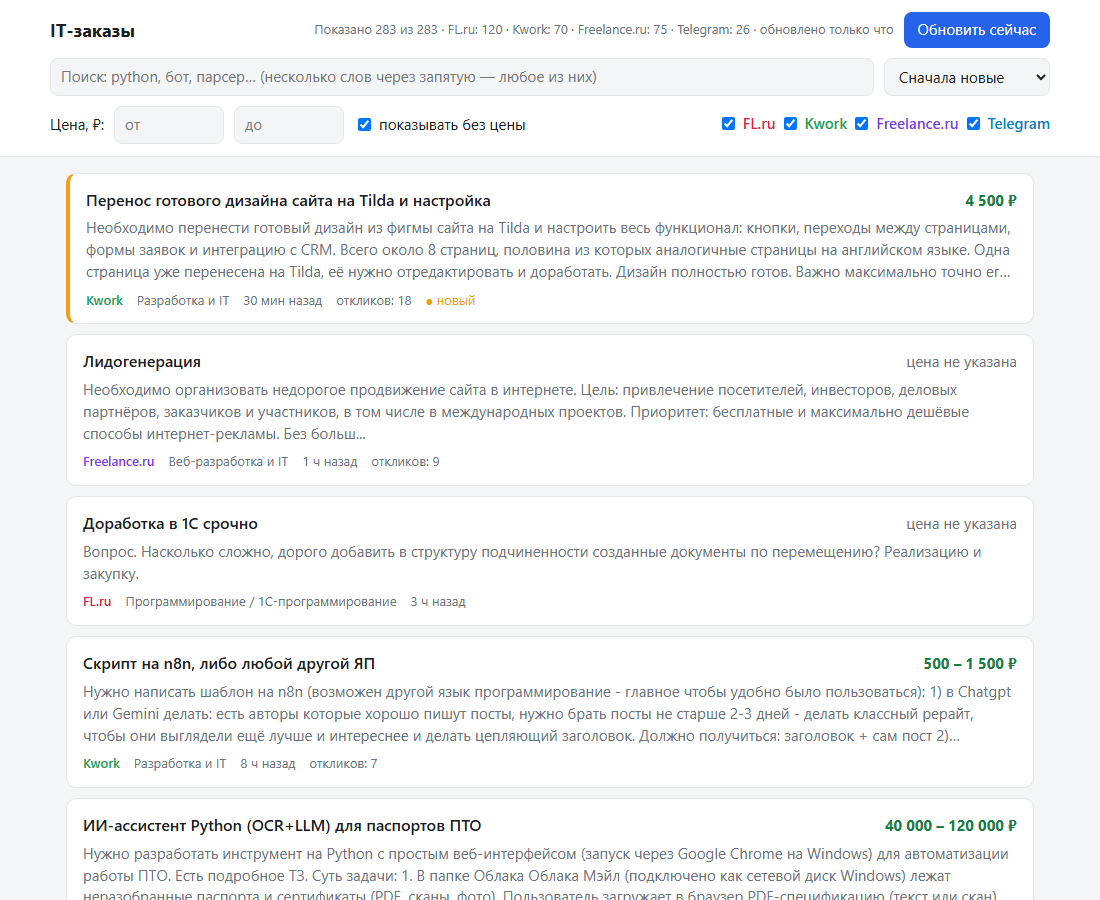 IT-заказы
Показано 283 из 283 · FL.ru: 120 · Kwork: 70 · Freelance.ru: 75 · Telegram: 26 · обновлено только что
Обновить сейчас
Поиск: python, бот, парсер... (несколько слов через запятую — любое из них)
Сначала новые
Цена, ₽:
от
до
показывать без цены
FL.ru
Kwork
Freelance.ru
Telegram
Перенос готового дизайна сайта на Tilda и настройка
4 500 ₽
Необходимо перенести готовый дизайн из фигмы сайта на Tilda и настроить весь функционал: кнопки, переходы между страницами,
формы заявок и интеграцию с CRM. Всего около 8 страниц, половина из которых аналогичные страницы на английском языке. Одна
страница уже перенесена на Tilda, её нужно отредактировать и доработать. Дизайн полностью готов. Важно максимально точно ег...
Kwork Разработка и IT 30 мин назад откликов: 18 ● новый
Лидогенерация
цена не указана
Необходимо организовать недорогое продвижение сайта в интернете. Цель: привлечение посетителей, инвесторов, деловых
партнёров, заказчиков и участников, в том числе в международных проектов. Приоритет: бесплатные и максимально дешёвые
способы интернет-рекламы. Без больш...
Freelance.ru Веб-разработка и IT 1 ч назад откликов: 9
Доработка в 1С срочно
цена не указана
Вопрос. Насколько сложно, дорого добавить в структуру подчиненности созданные документы по перемещению? Реализацию и
закупку.
FL.ru Программирование / 1С-программирование 3 ч назад
Скрипт на n8n, либо любой другой ЯП
500 – 1 500 ₽
Нужно написать шаблон на n8n (возможен другой язык программирование - главное чтобы удобно было пользоваться): 1) в Chatgpt
или Gemini делать: есть авторы которые хорошо пишут посты, нужно брать посты не старше 2-3 дней - делать классный рерайт,
чтобы они выглядели ещё лучше и интереснее и делать цепляющий заголовок. Должно получиться: заголовок + сам пост 2)...
Kwork Разработка и IT 8 ч назад откликов: 7
ИИ-ассистент Python (OCR+LLM) для паспортов ПТО
40 000 – 120 000 ₽
Нужно разработать инструмент на Python с простым веб-интерфейсом (запуск через Google Chrome на Windows) для автоматизации
работы ПТО. Есть подробное ТЗ. Суть задачи: 1. В папке Облака Облака Мэйл (подключено как сетевой диск Windows) лежат
неразобранные паспорта и сертификаты (PDF, сканы, фото). Пользователь загружает в браузер PDF-спецификацию (текст или скан)